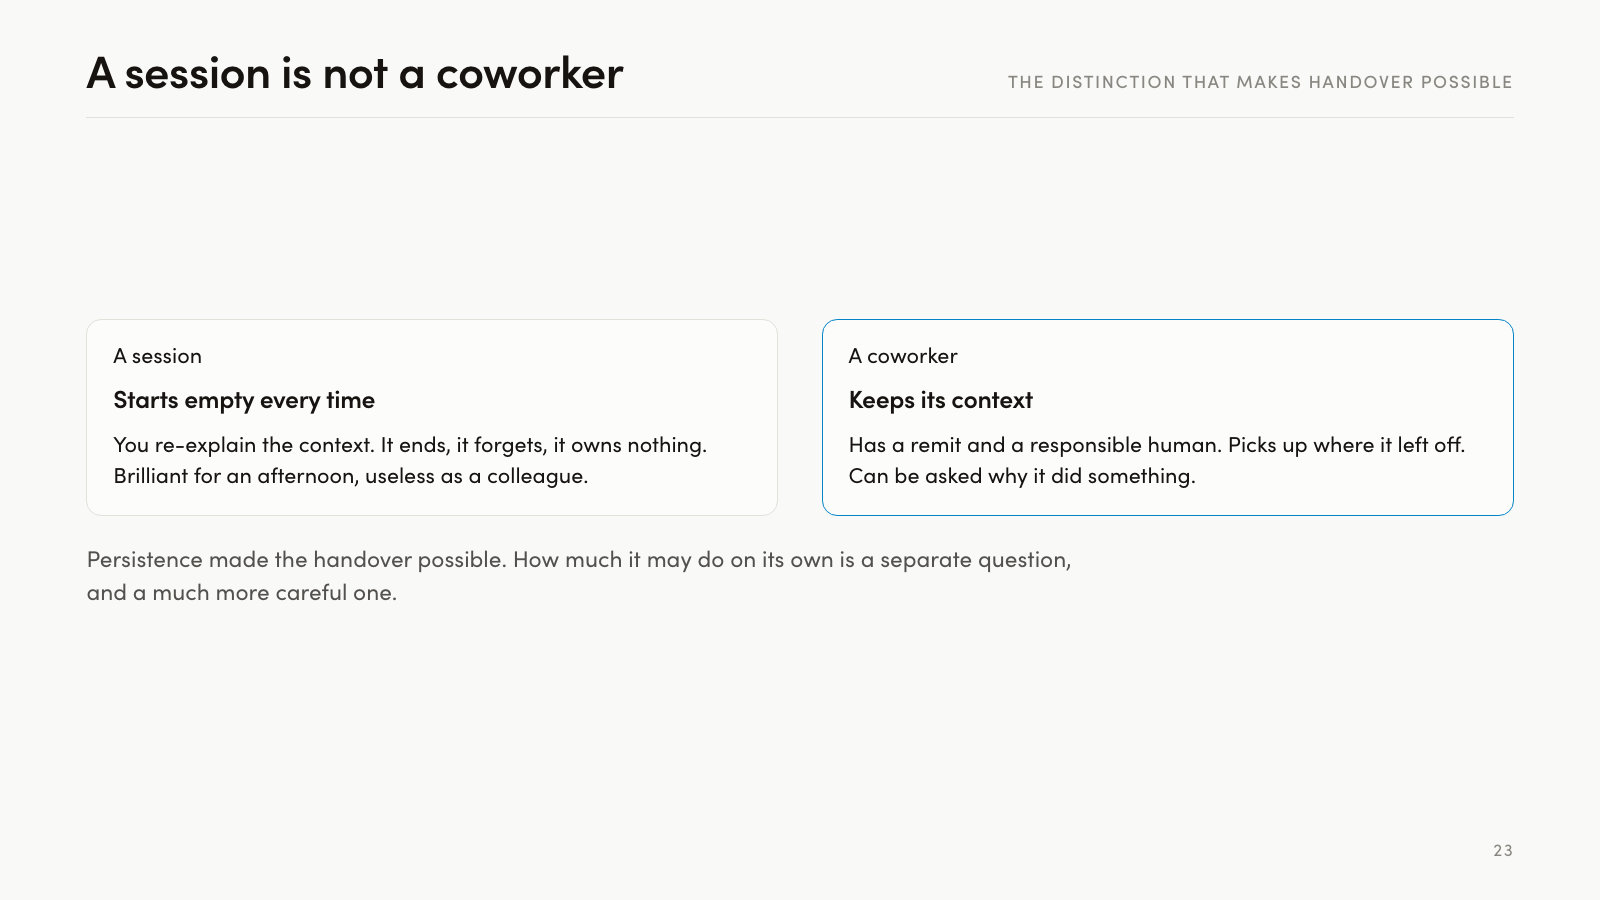 A session is not a coworker
THE DISTINCTION THAT MAKES HANDOVER POSSIBLE
A session
Starts empty every time
You re-explain the context. It ends, it forgets, it owns nothing.
Brilliant for an afternoon, useless as a colleague.
A coworker
Keeps its context
Has a remit and a responsible human. Picks up where it left off.
Can be asked why it did something.
Persistence made the handover possible. How much it may do on its own is a separate question,
and a much more careful one.
23